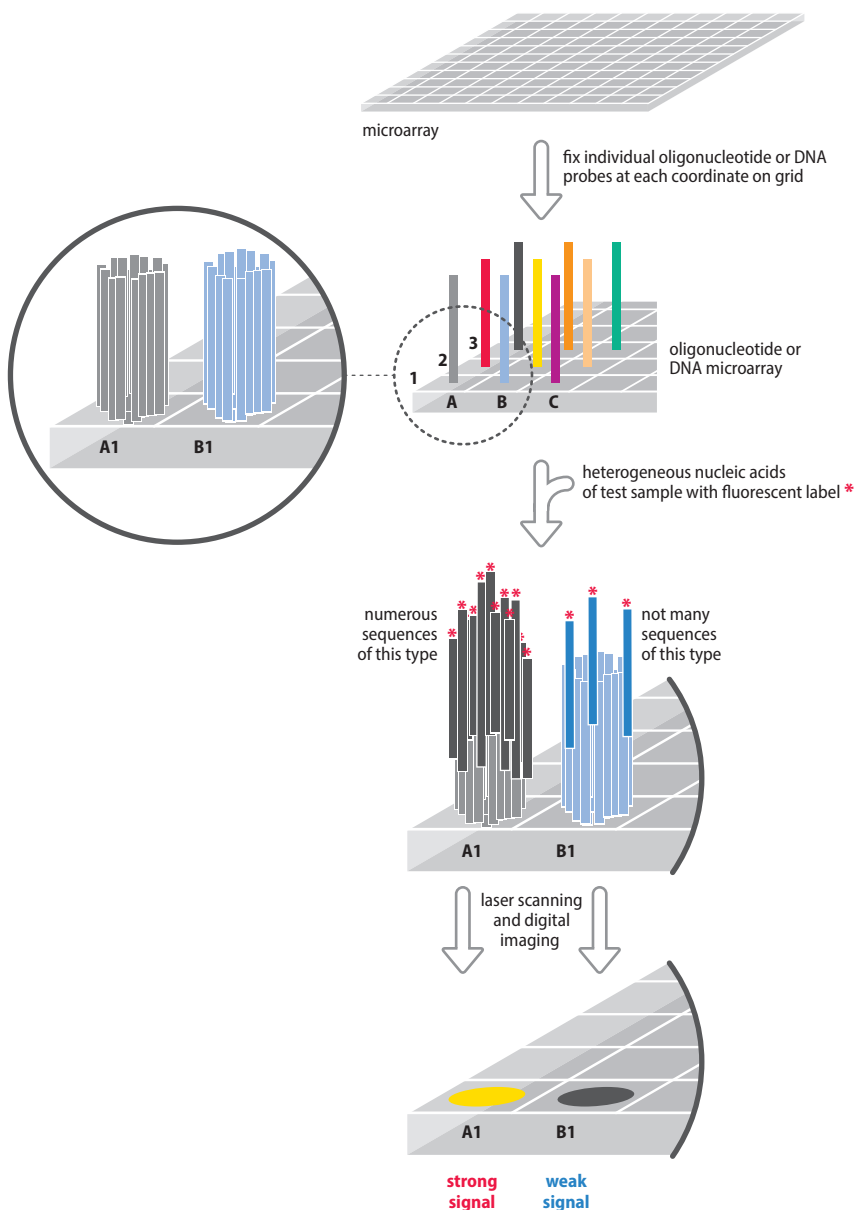 microarray
fix individual oligonucleotide or DNA
probes at each coordinate on grid
3
2
1
A
B
C
oligonucleotide or
DNA microarray
A1
B1
heterogeneous nucleic acids
of test sample with fluorescent label *
numerous
sequences
of this type
not many
sequences
of this type
A1
B1
laser scanning
and digital
imaging
A1
B1
strong
signal
weak
signal